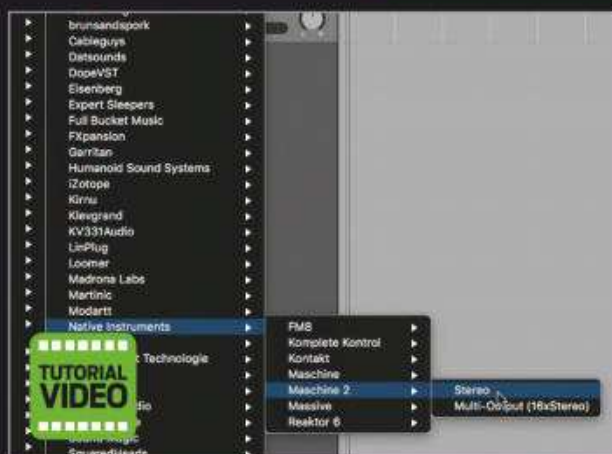 brunsandspork
Cableguys
Datsounds
DopeVST
Eisenberg
Expert Sleepers
Full Bucket Music
FXpansion
Garritan
Humanoid Sound Systems
iZotope
Kirnu
Klevgrand
KV331Audio
LinPlug
Loomer
Madrona Labs
Martinic
Modartt
Native Instruments
Technologie
TUTORIAL
VIDEO
FM8
Komplete Kontrol
Kontakt
Maschine
Maschine 2
Massive
Reaktor 6
Stereo
Multi-Output (16xStereo)